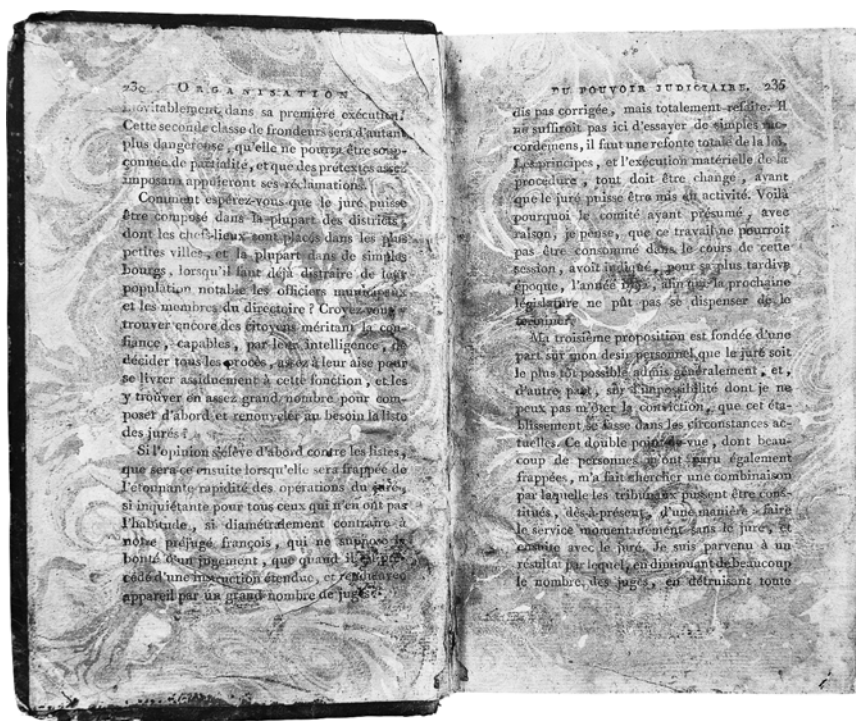 230 ORGANISATION
inévitablement dans sa première exécution.
Cette seconde classe de frondeurs sera d'autant
plus dangereuse, qu'elle ne pourra être soup-
çonnée de partialité, et que des prétextes assez
imposans appuieront ses réclamations.
Comment espérez-vous que le juré puisse
être composé dans la plupart des districts,
dont les chefs-lieux sont placés dans les plus
petites villes, et la plupart dans de simples
bourgs, lorsqu'il faut déjà distraire de leur
population notable les officiers municipaux
et les membres du directoire ? Croyez-vous y
trouver encore des citoyens méritant la con-
fiance, capables, par leur intelligence, de
décider tous les procès, assez à leur aise pour
se livrer assiduement à cette fonction, et les
y trouver en assez grand nombre pour com-
poser d'abord et renouveler au besoin la liste
des jurés ?
Si l'opinion s'élève d'abord contre les listes,
que sera-ce ensuite lorsqu'elle sera frappée de
l'étonnante rapidité des opérations du juré,
si inquiétante pour tous ceux qui n'en ont pas
l'habitude, si diamétralement contraire à
notre préjugé françois, qui ne suppose la
bonté d'un jugement, que quand il est pré-
cédé d'une instruction étendue, et rendu avec
appareil par un grand nombre de juges.
DU POUVOIR JUDICIAIRE. 235
dis pas corrigée, mais totalement refaite. Il
ne suffiroit pas ici d'essayer de simples rac-
cordemens, il faut une refonte totale de la loi.
Les principes, et l'exécution matérielle de la
procédure, tout doit être changé, avant
que le juré puisse être mis en activité. Voilà
pourquoi le comité ayant présumé, avec
raison, je pense, que ce travail ne pourroit
pas être consommé dans le cours de cette
session, avoit indiqué, pour sa plus tardive
époque, l'année 1792, afin que la prochaine
législature ne pût pas se dispenser de le
terminer.
Ma troisième proposition est fondée d'une
part sur mon desir personnel que le juré soit
le plus tôt possible admis généralement, et,
d'autre part, sur l'impossibilité dont je ne
peux pas m'ôter la conviction, que cet éta-
blissement se fasse dans les circonstances ac-
tuelles. Ce double point de vue, dont beau-
coup de personnes m'ont paru également
frappées, m'a fait chercher une combinaison
par laquelle les tribunaux pussent être cons-
titués, dès-à-présent, d'une manière à faire
le service momentanément sans le juré, et
ensuite avec le juré. Je suis parvenu à un
résultat par lequel, en diminuant de beaucoup
le nombre des juges, en détruisant toute